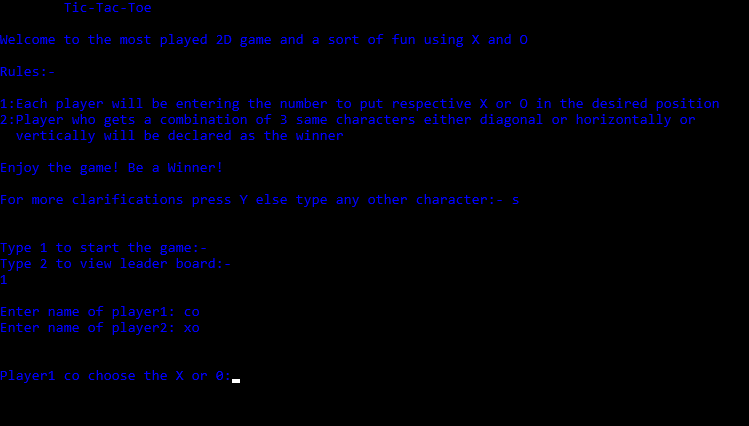 Tic-Tac-Toe
Welcome to the most played 2D game and a sort of fun using X and O
Rules:-
1:Each player will be entering the number to put respective X or O in the desired position
2:Player who gets a combination of 3 same characters either diagonal or horizontally or
vertically will be declared as the winner
Enjoy the game! Be a Winner!
For more clarifications press Y else type any other character:- s
Type 1 to start the game:-
Type 2 to view leader board:-
1
Enter name of player1: co
Enter name of player2: xo
Player1 co choose the X or 0: